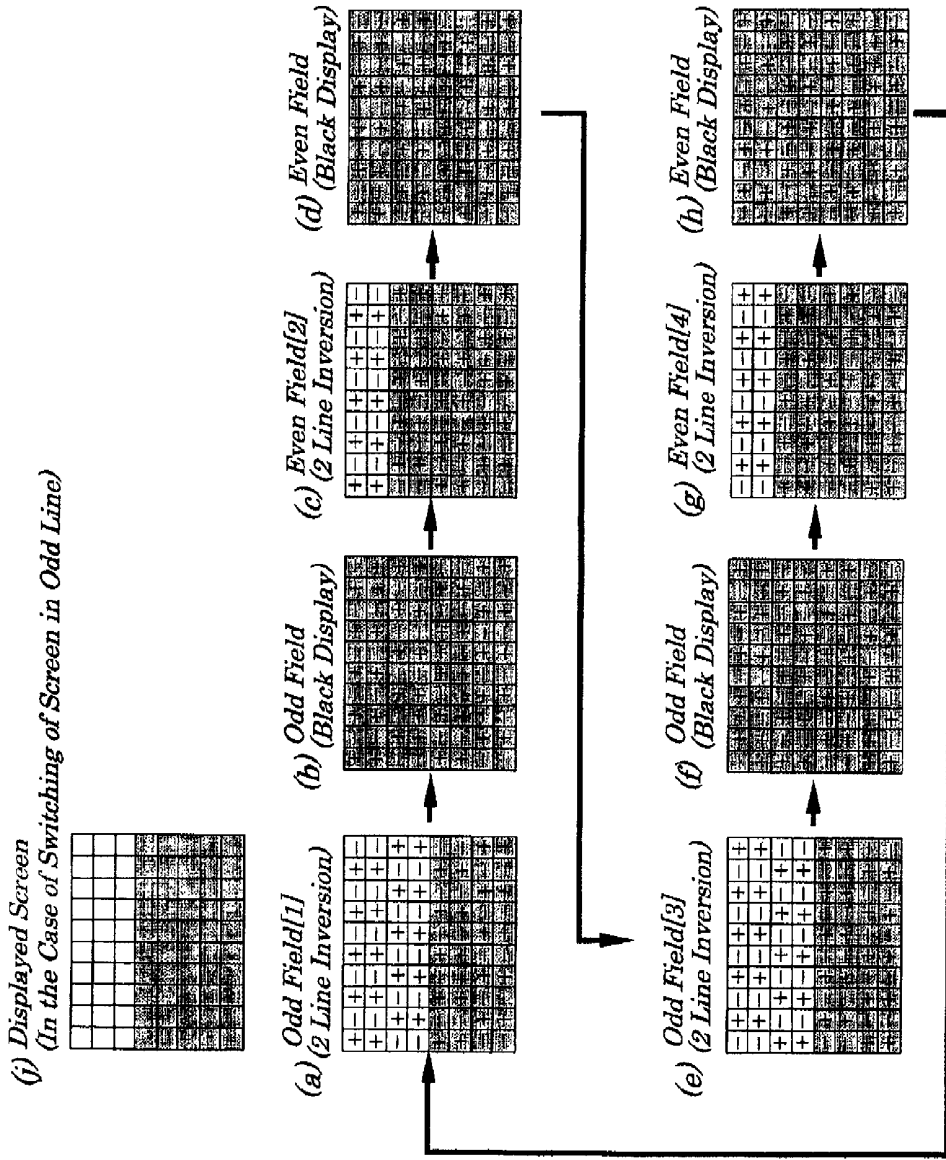 (j) Displayed Screen
(In the Case of Switching of Screen in Odd Line)
(a) Odd Field[1]
(2 Line Inversion)
(b) Odd Field
(Black Display)
(c) Even Field[2]
(2 Line Inversion)
(d) Even Field
(Black Display)
(e) Odd Field[3]
(2 Line Inversion)
(f) Odd Field
(Black Display)
(g) Even Field[4]
(2 Line Inversion)
(h) Even Field
(Black Display)